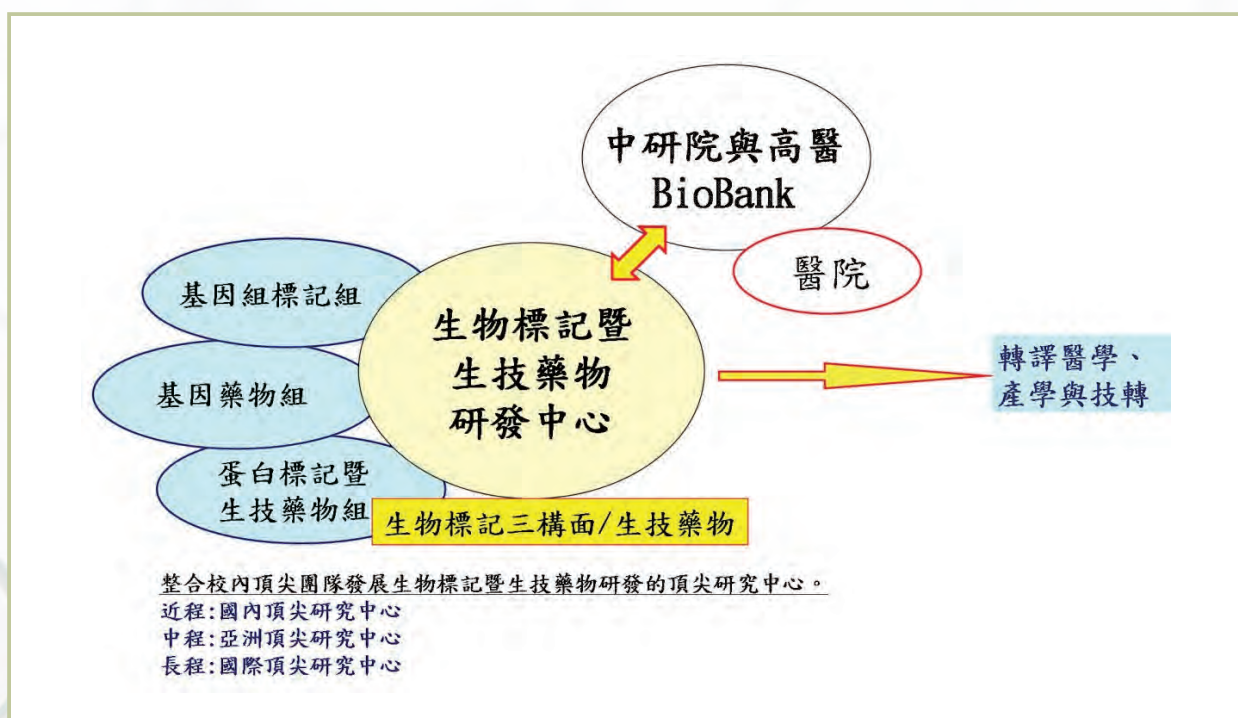 中研院與高醫
BioBank
醫院
基因組標記組
基因藥物組
蛋白標記暨
生技藥物組
生物標記暨
生技藥物
研發中心
轉譯醫學、
產學與技轉
生物標記三構面/生技藥物
整合校內頂尖團隊發展生物標記暨生技藥物研發的頂尖研究中心。
近程:國內頂尖研究中心
中程:亞洲頂尖研究中心
長程:國際頂尖研究中心